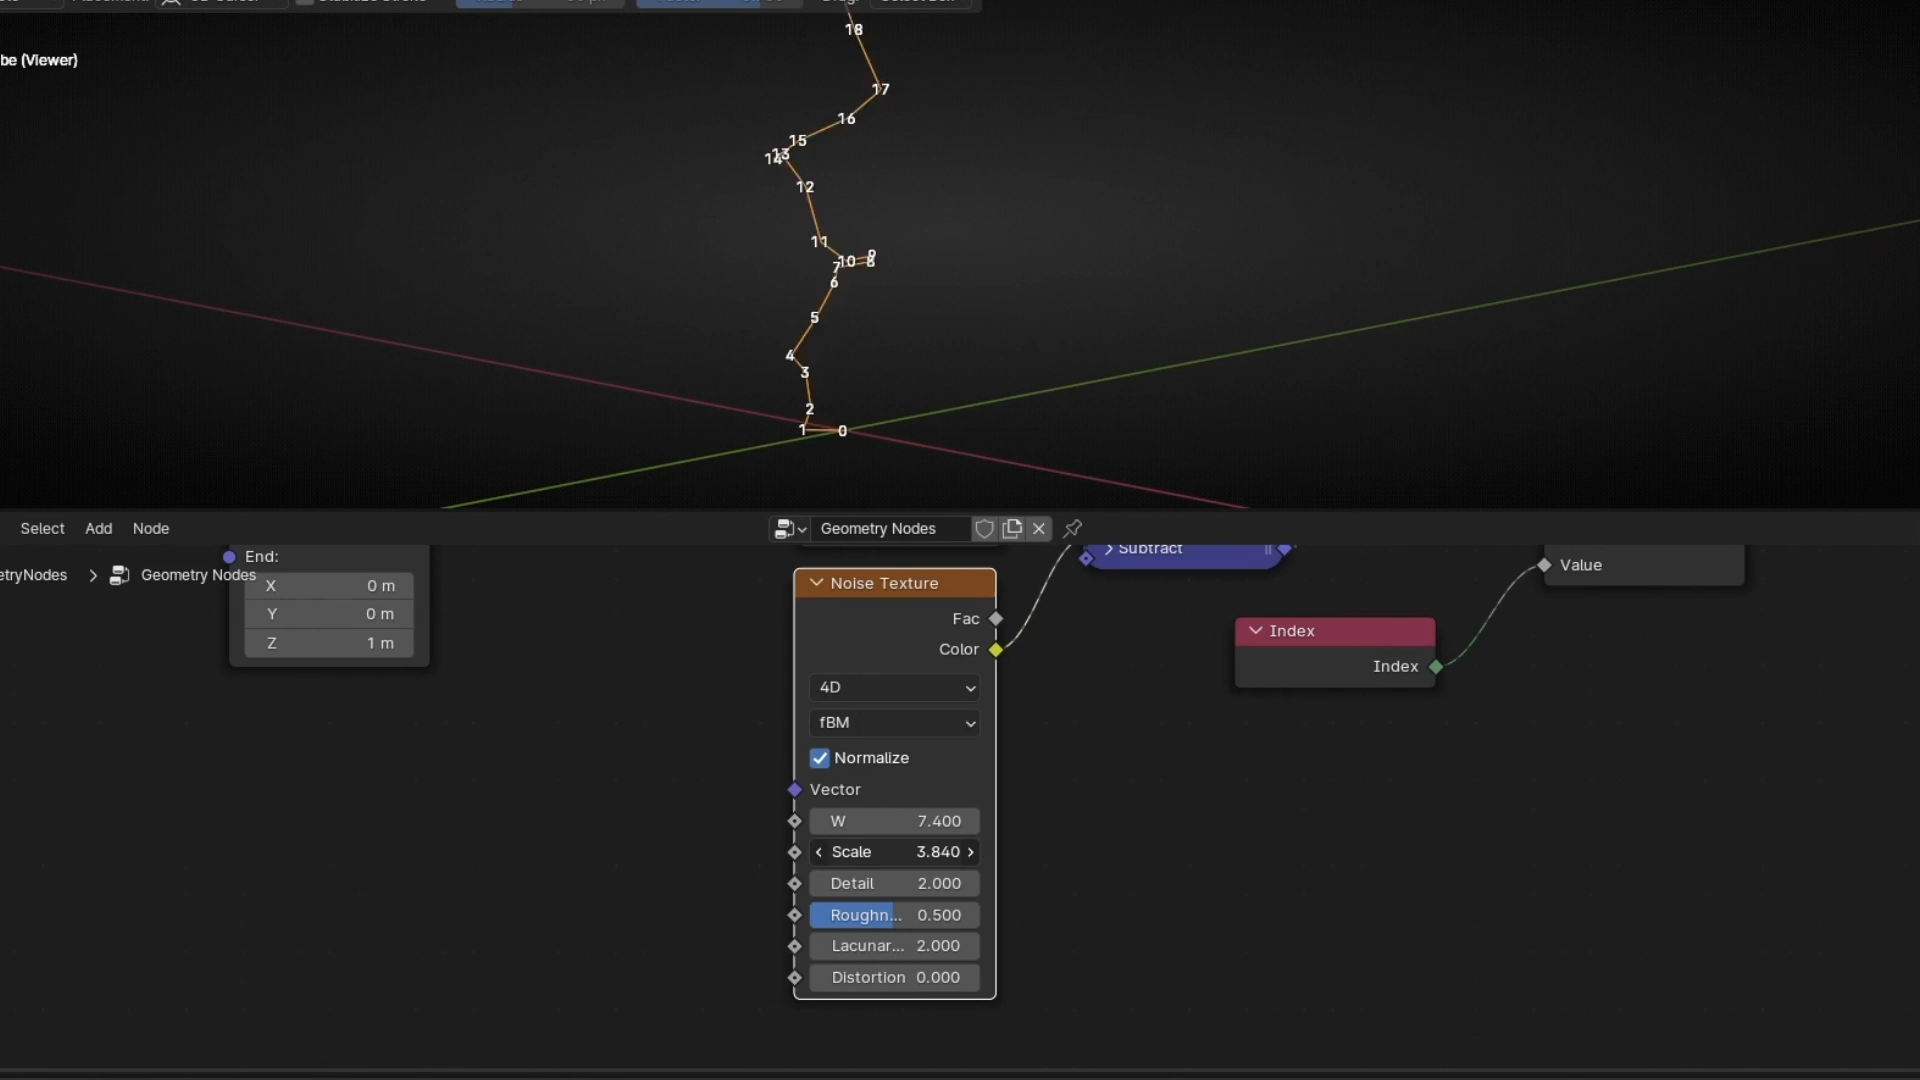 18
be (Viewer)
17
16
15
13
14
12
11
9
10 8
7
6
5
4
3
2
1 0
Select Add Node
Geometry Nodes
End:
Subtract
etryNodes > Geometry Nodes
X 0 m
Y 0 m
Z 1 m
Value
Noise Texture
Fac
Color
Index
Index
4D
fBM
Normalize
Vector
W 7.400
Scale 3.840
Detail 2.000
Roughn... 0.500
Lacunar... 2.000
Distortion 0.000